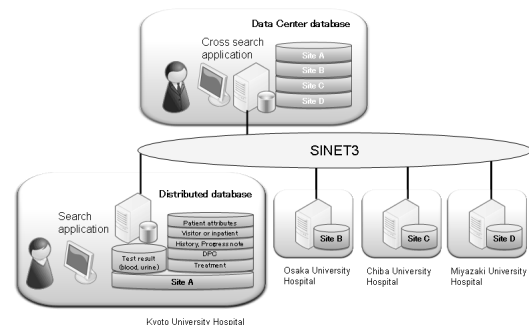 Data Center database
Cross search
application
Site A
Site B
Site C
Site D
SINET3
Distributed database
Search
application
Patient attributes
Visitor or inpatient
History, Progress note
DPC
Treatment
Test result
(blood, urine)
Site A
Site B
Site C
Site D
Osaka University
Hospital
Chiba University
Hospital
Miyazaki University
Hospital
Kyoto University Hospital